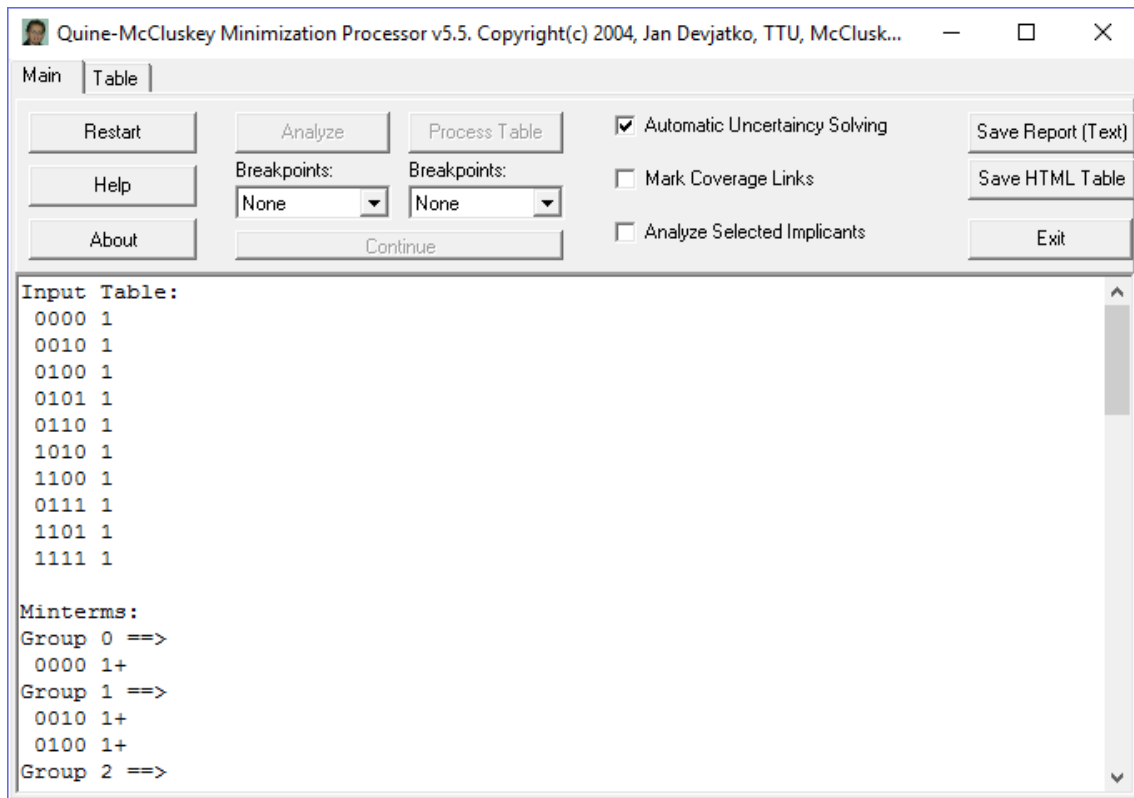 Quine-McCluskey Minimization Processor v5.5. Copyright(c) 2004, Jan Devjatko, TTU, McClusk...
Main Table
Restart Analyze Process Table Automatic Uncertaincy Solving Save Report (Text)
Help Breakpoints: Breakpoints: Mark Coverage Links Save HTML Table
None None
About Continue Analyze Selected Implicants Exit
Input Table:
0000 1
0010 1
0100 1
0101 1
0110 1
1010 1
1100 1
0111 1
1101 1
1111 1
Minterms:
Group 0 ==>
0000 1+
Group 1 ==>
0010 1+
0100 1+
Group 2 ==>